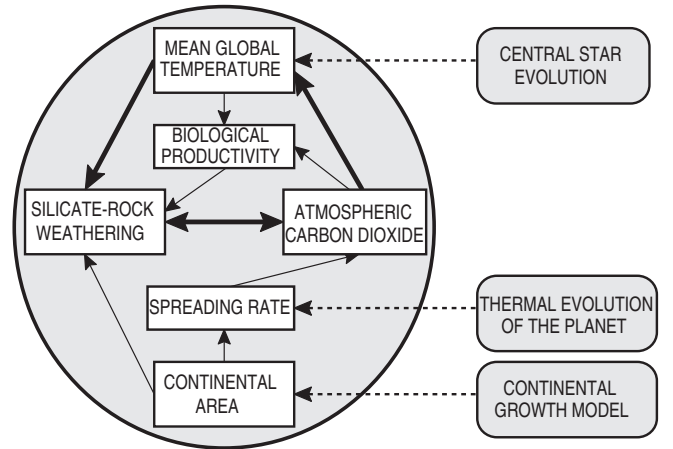 MEAN GLOBAL
TEMPERATURE
CENTRAL STAR
EVOLUTION
BIOLOGICAL
PRODUCTIVITY
SILICATE-ROCK
WEATHERING
ATMOSPHERIC
CARBON DIOXIDE
SPREADING RATE
THERMAL EVOLUTION
OF THE PLANET
CONTINENTAL
AREA
CONTINENTAL
GROWTH MODEL